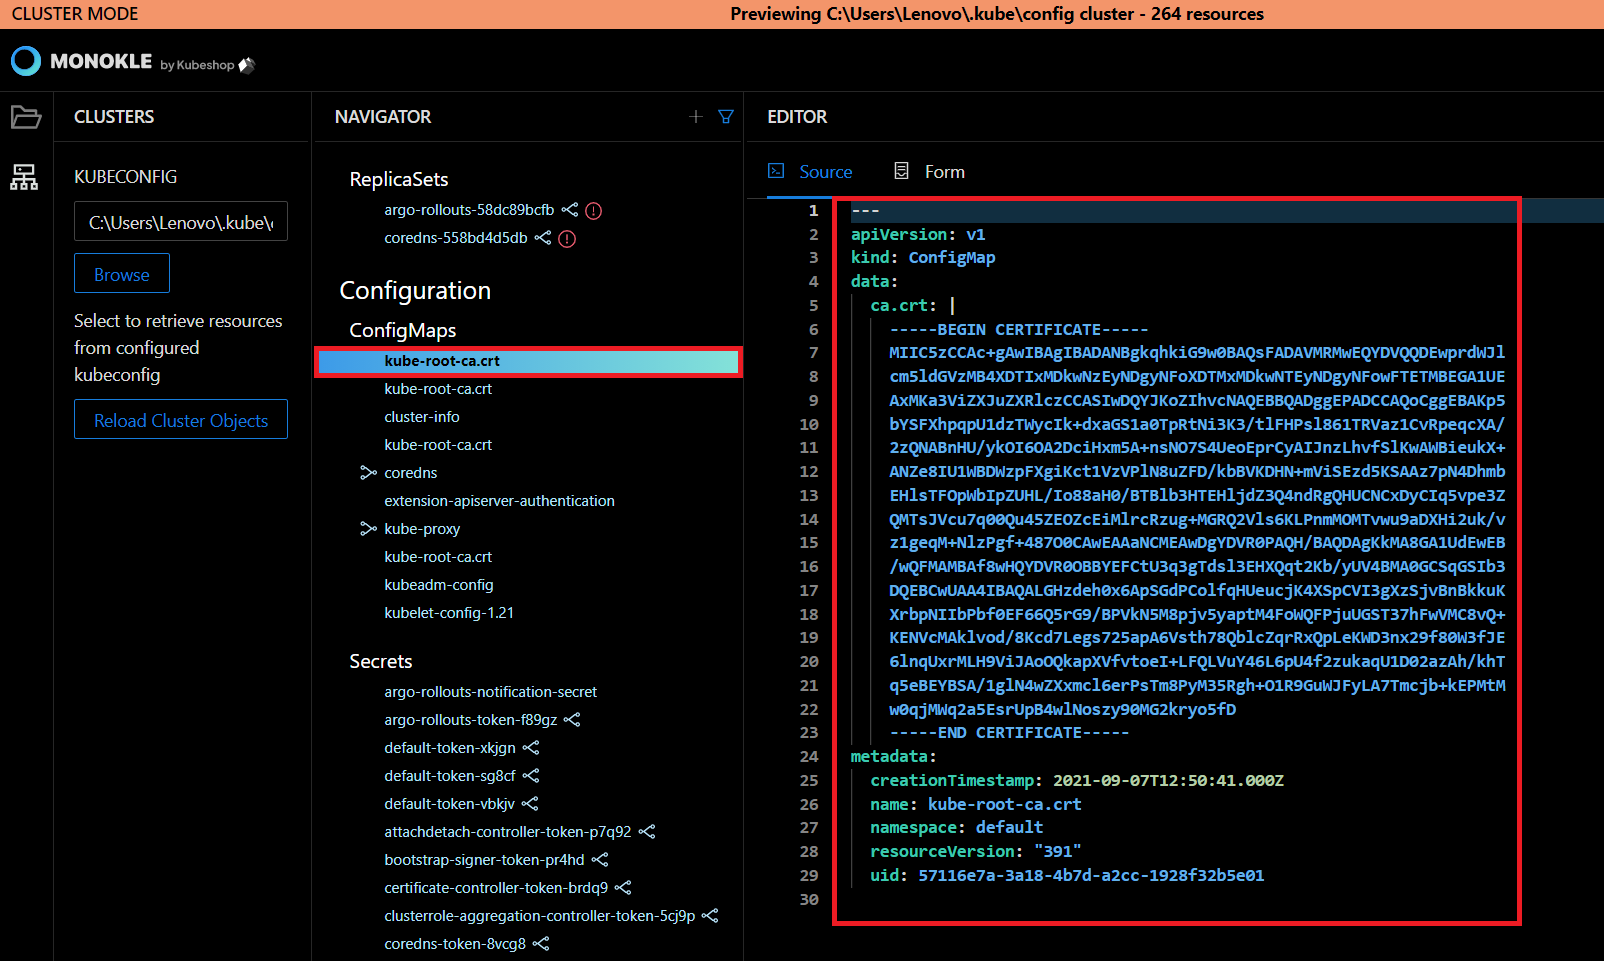 CLUSTER MODE
Previewing C:\Users\Lenovo\.kube\config cluster - 264 resources
MONOKLE by Kubeshop
CLUSTERS
KUBECONFIG
C:\Users\Lenovo\.kube\
Browse
Select to retrieve resources
from configured
kubeconfig
Reload Cluster Objects
NAVIGATOR
ReplicaSets
argo-rollouts-58dc89bcfb
coredns-558bd4d5db
Configuration
ConfigMaps
kube-root-ca.crt
kube-root-ca.crt
cluster-info
kube-root-ca.crt
coredns
extension-apiserver-authentication
kube-proxy
kube-root-ca.crt
kubeadm-config
kubelet-config-1.21
Secrets
argo-rollouts-notification-secret
argo-rollouts-token-f89gz
default-token-xkjgn
default-token-sg8cf
default-token-vbkjv
attachdetach-controller-token-p7q92
bootstrap-signer-token-pr4hd
certificate-controller-token-brdq9
clusterrole-aggregation-controller-token-5cj9p
coredns-token-8vcg8
EDITOR
Source Form
1 ---
2 apiVersion: v1
3 kind: ConfigMap
4 data:
5 ca.crt: |
6 -----BEGIN CERTIFICATE-----
7 MIIC5zCCAc+gAwIBAgIBADANBgkqhkiG9w0BAQsFADAVMRMwEQYDVQQDEwprdWJl
8 cm5ldGVzMB4XDTIxMDkwNzEyNDgyNFoXDTMxMDkwNTEyNDgyNFowFTETMBEGA1UE
9 AxMKa3ViZXJuZXRlczCCASIwDQYJKoZIhvcNAQEBBQADggEPADCCAQoCggEBAKp5
10 bYSFXhpqpU1dzTWycIk+dxaGS1a0TpRtNi3K3/tlFHPsl861TRVaz1CvRpeqcXA/
11 2zQNABnHU/ykOI6OA2DciHxm5A+nsNO7S4UeoEprCyAIJnzLhvfSlKwAWBieukX+
12 ANZe8IU1WBDWzpFXgiKct1VzVPlN8uZFD/kbBVKDHN+mViSEzd5KSAAz7pN4Dhmb
13 EHlsTFOpWbIpZUHL/Io88aH0/BTBlb3HTEHljdZ3Q4ndRgQHUCNCxDyCIq5vpe3Z
14 QMTsJVcu7q00Qu45ZEOZcEiMlrcRzug+MGRQ2Vls6KLPnmMOMTvwu9aDXHi2uk/v
15 z1geqM+NlzPgf+487O0CAwEAAaNCMEAwDgYDVR0PAQH/BAQDAgKkMA8GA1UdEwEB
16 /wQFMAMBAf8wHQYDVR0OBBYEFCtU3q3gTdsl3EHXQqt2Kb/yUV4BMA0GCSqGSIb3
17 DQEBCwUAA4IBAQALGHzdeh0x6ApSGdPColfqHUeucjK4XSpCVI3gXzSjvBnBkkuK
18 XrbpNIIbPbf0EF66Q5rG9/BPVkN5M8pjv5yaptM4FoWQFPjuUGST37hFwVMC8vQ+
19 KENVcMAklvod/8Kcd7Legs725apA6Vsth78QblcZqrRxQpLeKWD3nx29f80W3fJE
20 6lnqUxrMLH9ViJAoOQkapXVfvtoeI+LFQLVuY46L6pU4f2zukaqU1D02azAh/khT
21 q5eBEYBSA/1glN4wZXxmcl6erPsTm8PyM35Rgh+O1R9GuWJFyLA7Tmcjb+kEPMtM
22 w0qjMWq2a5EsrUpB4wlNoszy90MG2kryo5fD
23 -----END CERTIFICATE-----
24 metadata:
25 creationTimestamp: 2021-09-07T12:50:41.000Z
26 name: kube-root-ca.crt
27 namespace: default
28 resourceVersion: "391"
29 uid: 57116e7a-3a18-4b7d-a2cc-1928f32b5e01
30